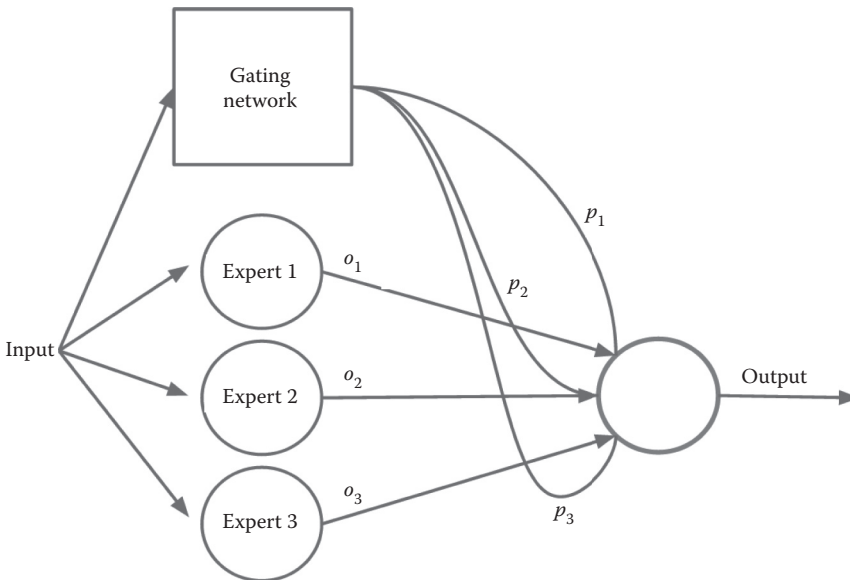 Gating
network
p₁
Expert 1
o₁
p₂
Input
Expert 2
o₂
Output
Expert 3
o₃
p₃